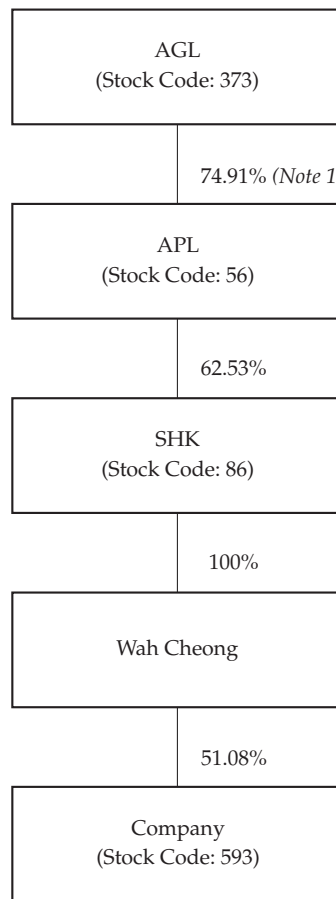 AGL
(Stock Code: 373)
74.91% (Note 1
APL
(Stock Code: 56)
62.53%
SHK
(Stock Code: 86)
100%
Wah Cheong
51.08%
Company
(Stock Code: 593)